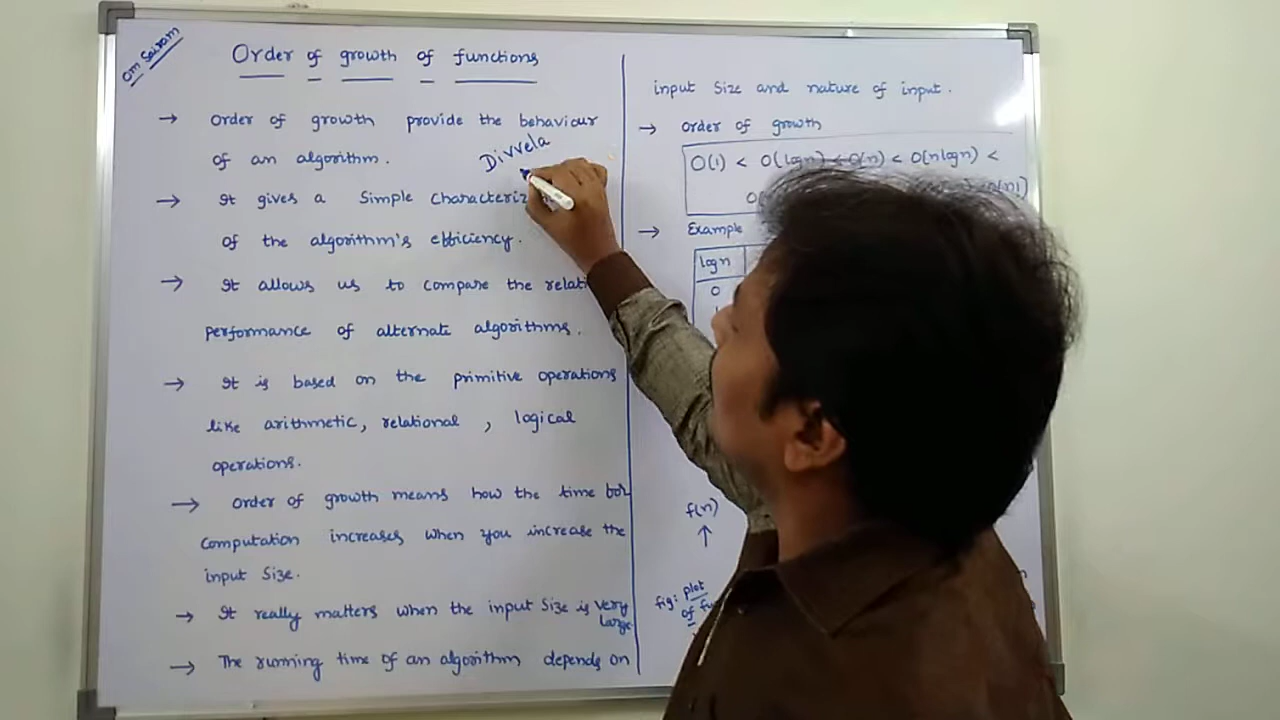 Om Sairam
Order of growth of functions
→ Order of growth provide the behaviour
of an algorithm.
Divvela
→ It gives a Simple
of the algorithm's efficiency.
→ It allows us to compare the
performance of alternate algorithms.
→ It is based on the primitive operations
like arithmetic, relational, logical
operations.
→ Order of growth means how the time for
computation increases when you increase the
input Size.
→ It really matters when the input Size is very
large
→ The running time of an algorithm depends on
input Size and nature of input.
→ Order of growth
O(1) < O(logn) < O(n) < O(nlogn) <
→ Example
logn
0
f(n)
↑
fig: plot
of